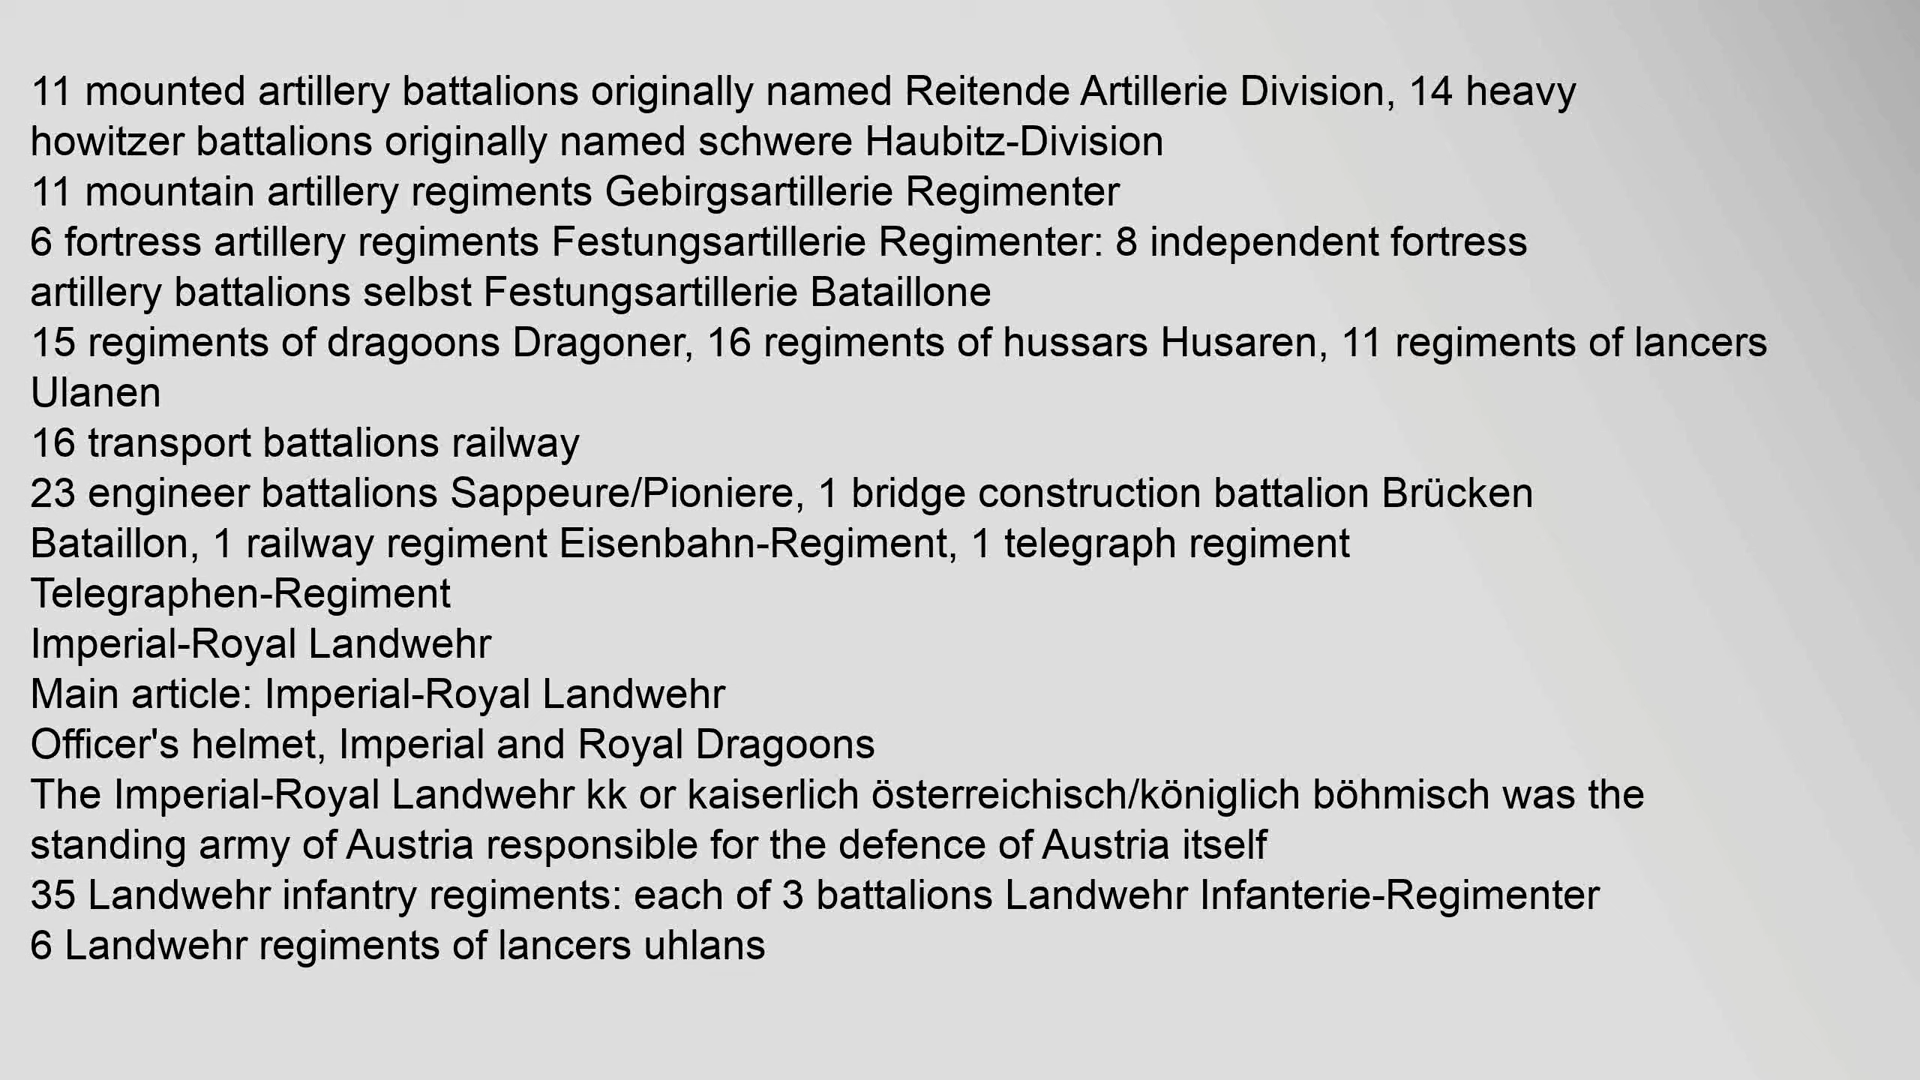 11 mounted artillery battalions originally named Reitende Artillerie Division, 14 heavy
howitzer battalions originally named schwere Haubitz-Division
11 mountain artillery regiments Gebirgsartillerie Regimenter
6 fortress artillery regiments Festungsartillerie Regimenter: 8 independent fortress
artillery battalions selbst Festungsartillerie Bataillone
15 regiments of dragoons Dragoner, 16 regiments of hussars Husaren, 11 regiments of lancers
Ulanen
16 transport battalions railway
23 engineer battalions Sappeure/Pioniere, 1 bridge construction battalion Brücken
Bataillon, 1 railway regiment Eisenbahn-Regiment, 1 telegraph regiment
Telegraphen-Regiment
Imperial-Royal Landwehr
Main article: Imperial-Royal Landwehr
Officer's helmet, Imperial and Royal Dragoons
The Imperial-Royal Landwehr kk or kaiserlich österreichisch/königlich böhmisch was the
standing army of Austria responsible for the defence of Austria itself
35 Landwehr infantry regiments: each of 3 battalions Landwehr Infanterie-Regimenter
6 Landwehr regiments of lancers uhlans